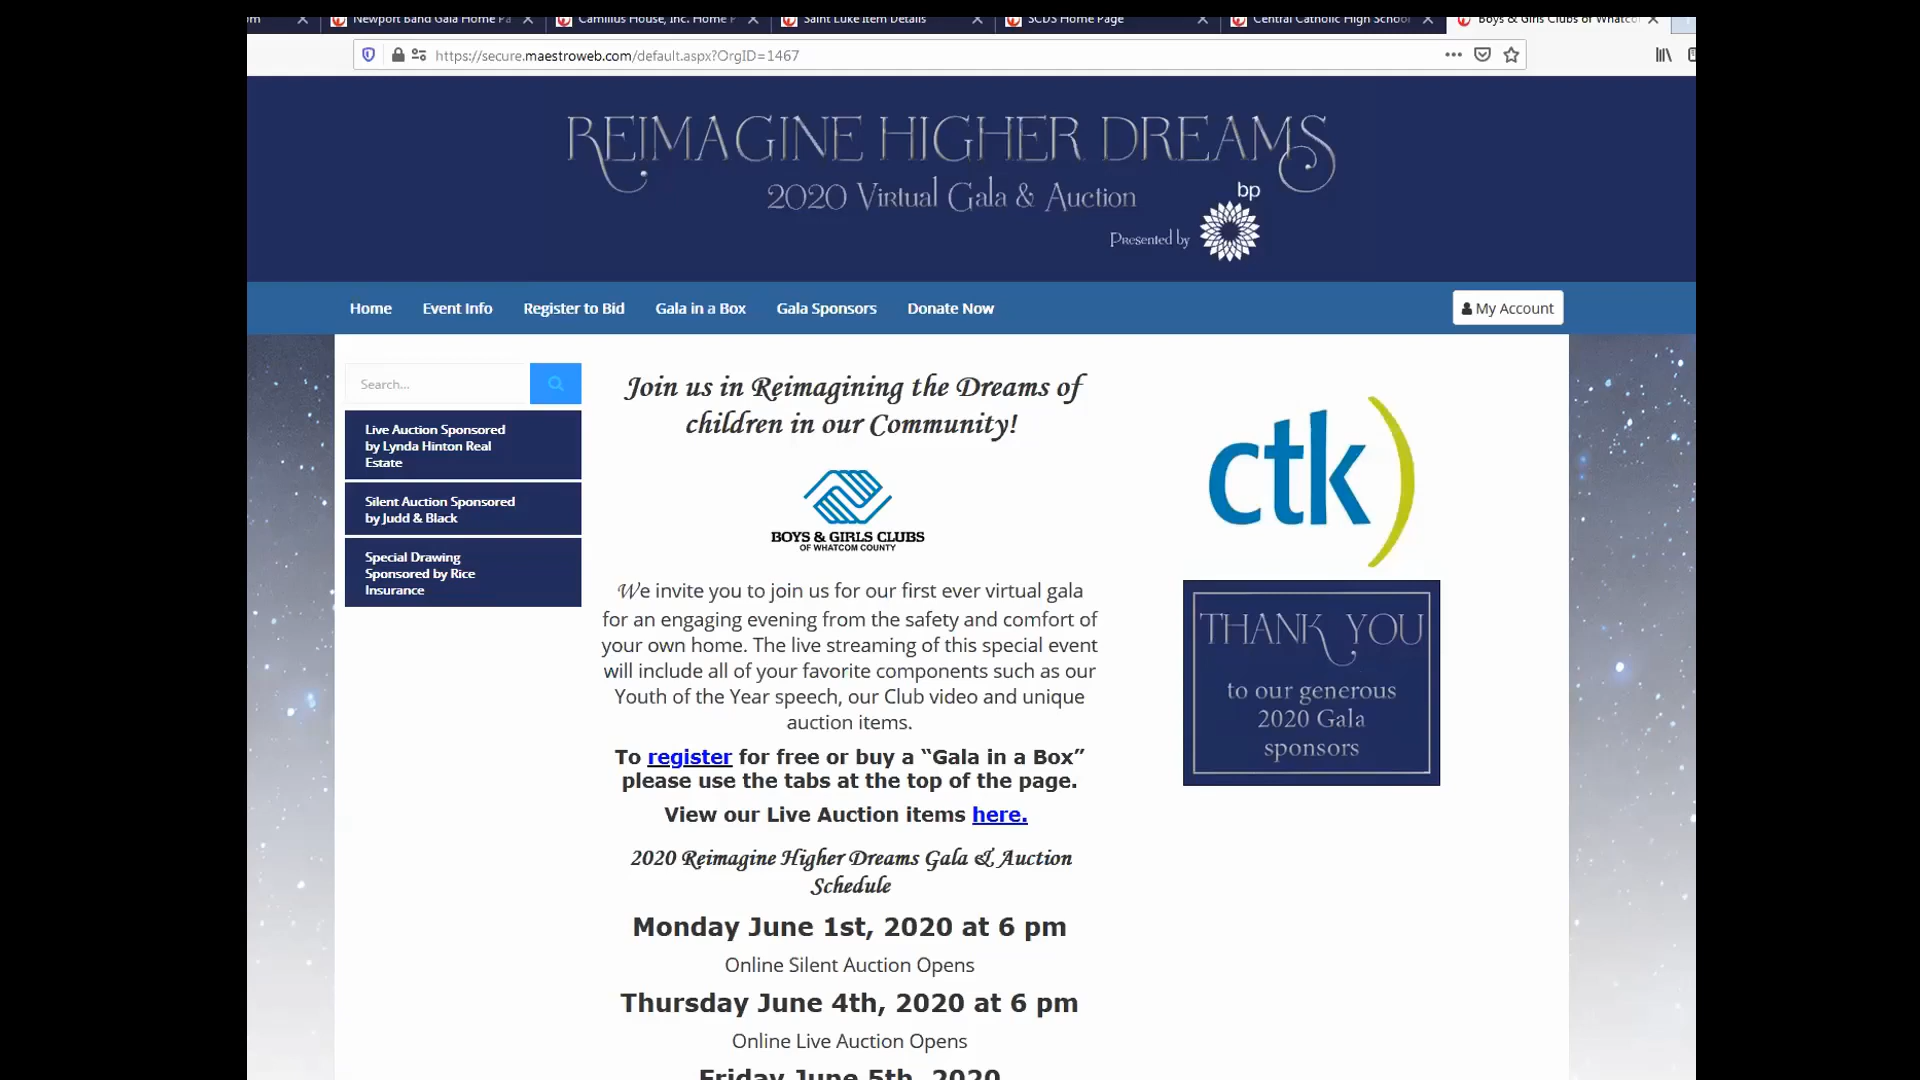 Newport Band Gala Home Pa
Camillus House, Inc. Home P
Saint Luke Item Details
SCDS Home Page
Central Catholic High School
Boys & Girls Clubs of Whatco
https://secure.maestroweb.com/default.aspx?OrgID=1467
REIMAGINE HIGHER DREAMS
2020 Virtual Gala & Auction
bp
Presented by
Home Event Info Register to Bid Gala in a Box Gala Sponsors Donate Now My Account
Search...
Live Auction Sponsored
by Lynda Hinton Real
Estate
Silent Auction Sponsored
by Judd & Black
Special Drawing
Sponsored by Rice
Insurance
Join us in Reimagining the Dreams of
children in our Community!
BOYS & GIRLS CLUBS
OF WHATCOM COUNTY
We invite you to join us for our first ever virtual gala
for an engaging evening from the safety and comfort of
your own home. The live streaming of this special event
will include all of your favorite components such as our
Youth of the Year speech, our Club video and unique
auction items.
To register for free or buy a “Gala in a Box”
please use the tabs at the top of the page.
View our Live Auction items here.
2020 Reimagine Higher Dreams Gala & Auction
Schedule
Monday June 1st, 2020 at 6 pm
Online Silent Auction Opens
Thursday June 4th, 2020 at 6 pm
Online Live Auction Opens
Friday June 5th, 2020
ctk)
THANK YOU
to our generous
2020 Gala
sponsors